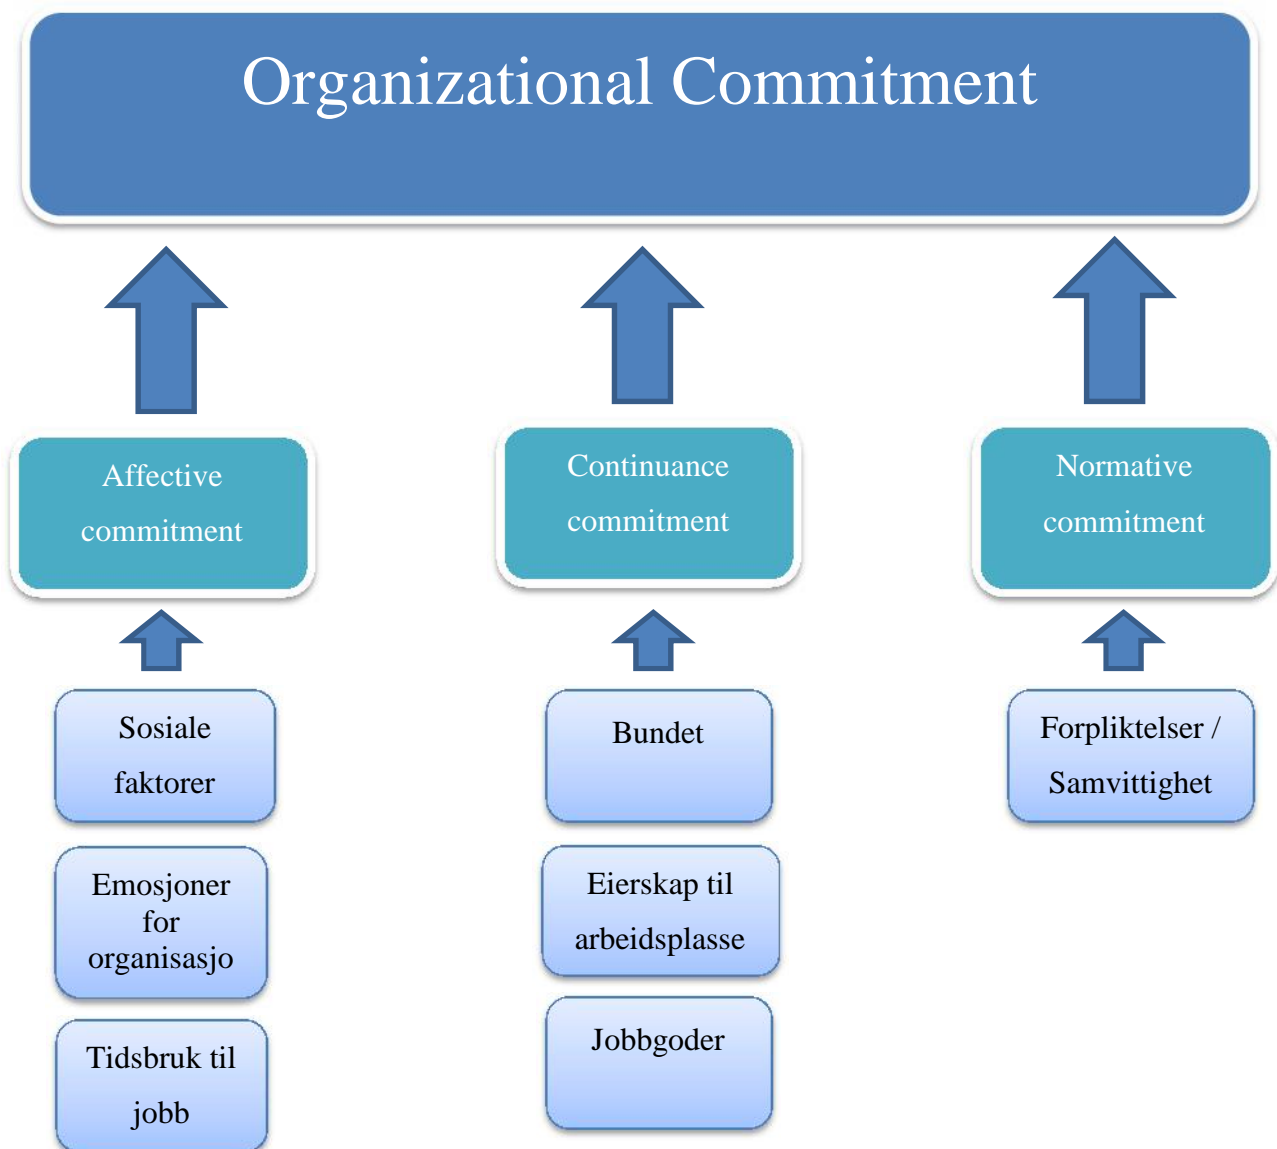 Organizational Commitment
Affective
commitment
Continuance
commitment
Normative
commitment
Sosiale
faktorer
Emosjoner
for
organisasjo
Tidsbruk til
jobb
Bundet
Eierskap til
arbeidsplasse
Jobbgoder
Forpliktelser /
Samvittighet